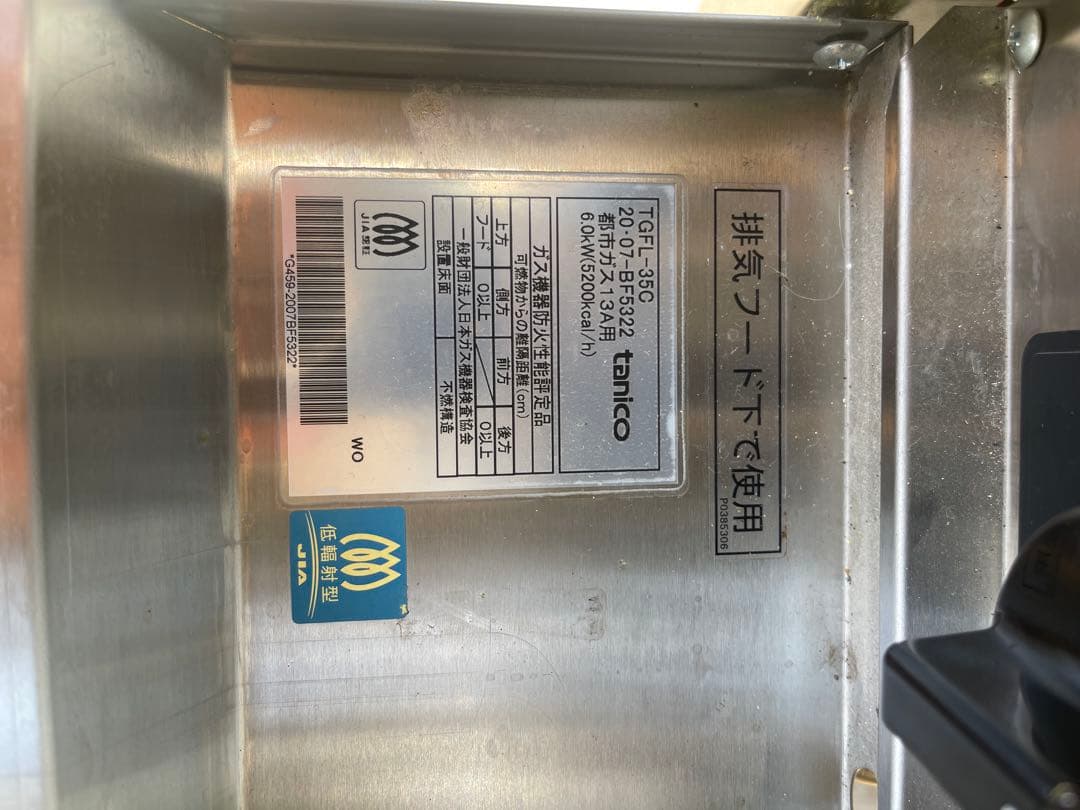 排気フード下で使用
P0385306
TGFL-35C
20-07-BF5322
都市ガス13A用
6.0kW(5200kcal/h)
tanico
ガス機器防火性能評定品
可燃物からの離隔距離(cm)
上方 側方 前方 後方
フード 0以上 0以上
一般財団法人日本ガス機器検査協会
設置床面 不燃構造
JIA認証
*G459-2007BF5322*
WO
低輻射型
JIA